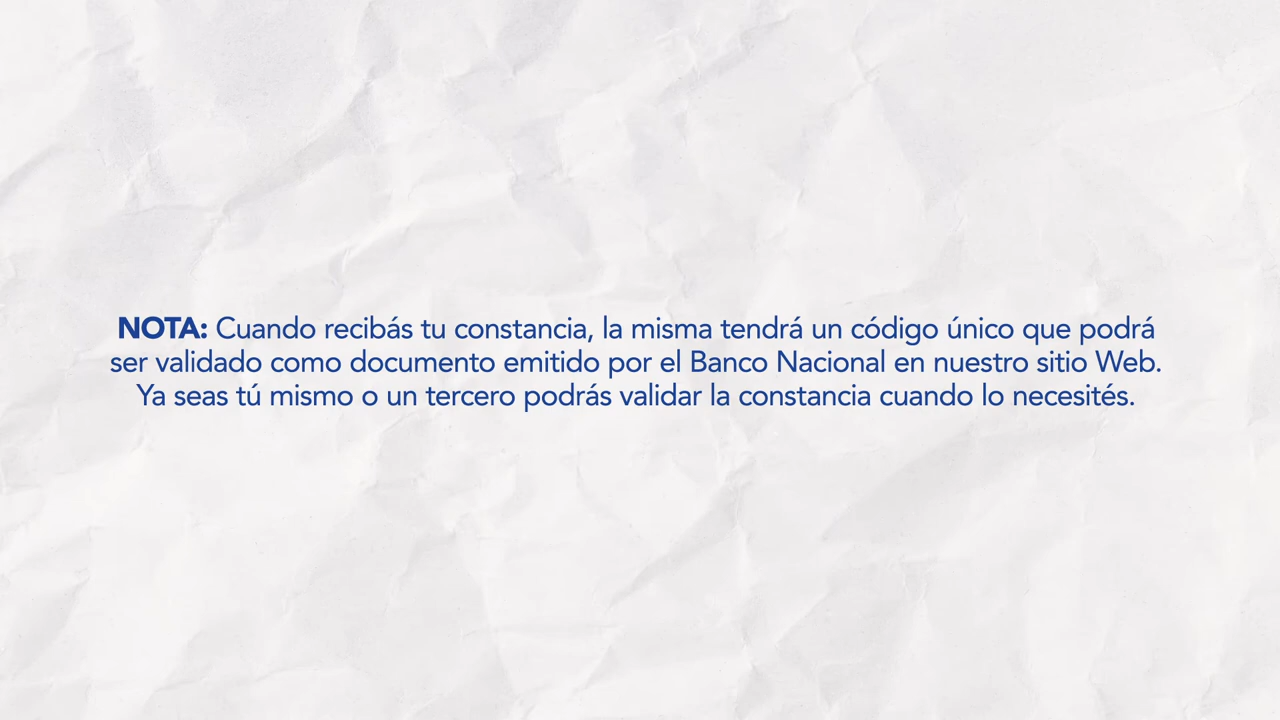 NOTA: Cuando recibás tu constancia, la misma tendrá un código único que podrá
ser validado como documento emitido por el Banco Nacional en nuestro sitio Web.
Ya seas tú mismo o un tercero podrás validar la constancia cuando lo necesités.